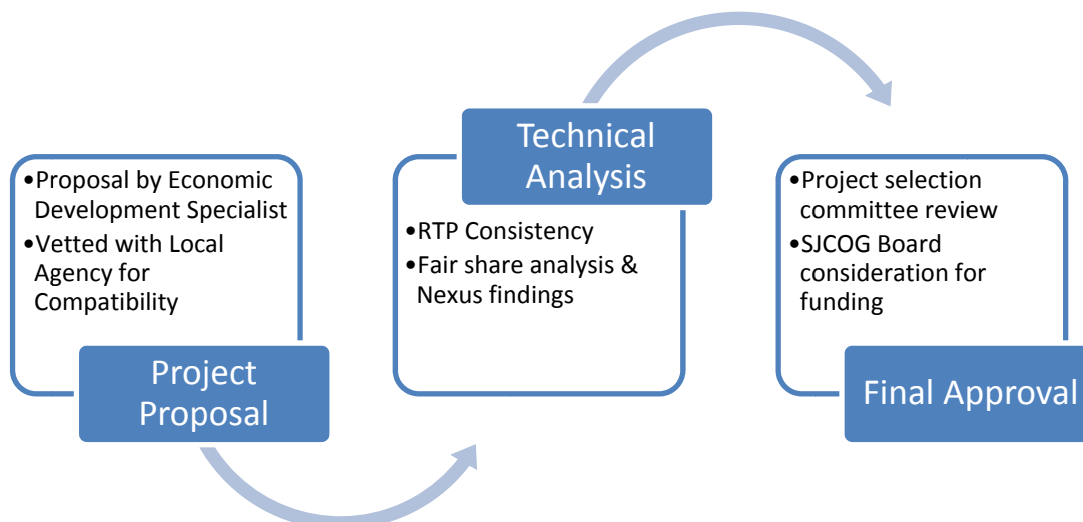 •Proposal by Economic
Development Specialist
•Vetted with Local
Agency for
Compatibility
Project
Proposal
Technical
Analysis
•RTP Consistency
•Fair share analysis &
Nexus findings
•Project selection
committee review
•SJCOG Board
consideration for
funding
Final Approval